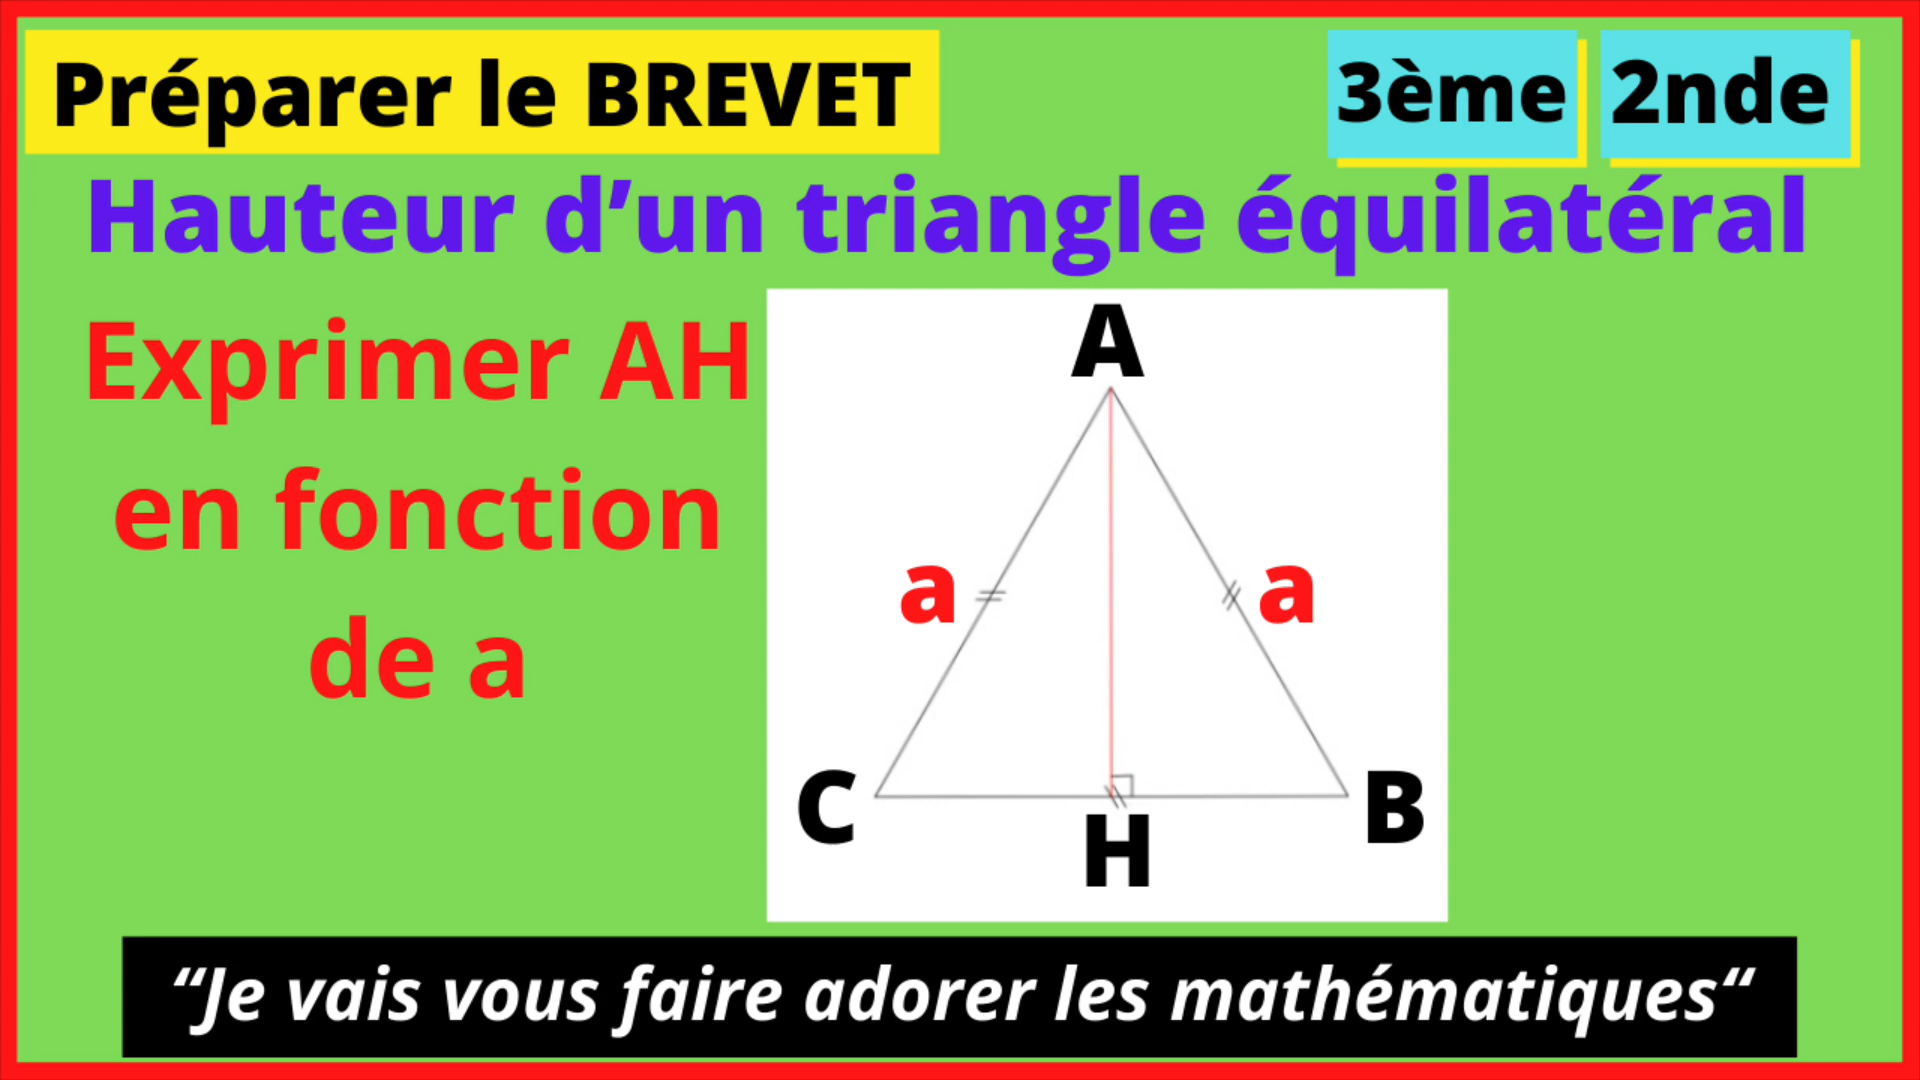 Préparer le BREVET
3ème
2nde
Hauteur d’un triangle équilatéral
Exprimer AH
en fonction
de a
A
a
a
C
B
H
“Je vais vous faire adorer les mathématiques“